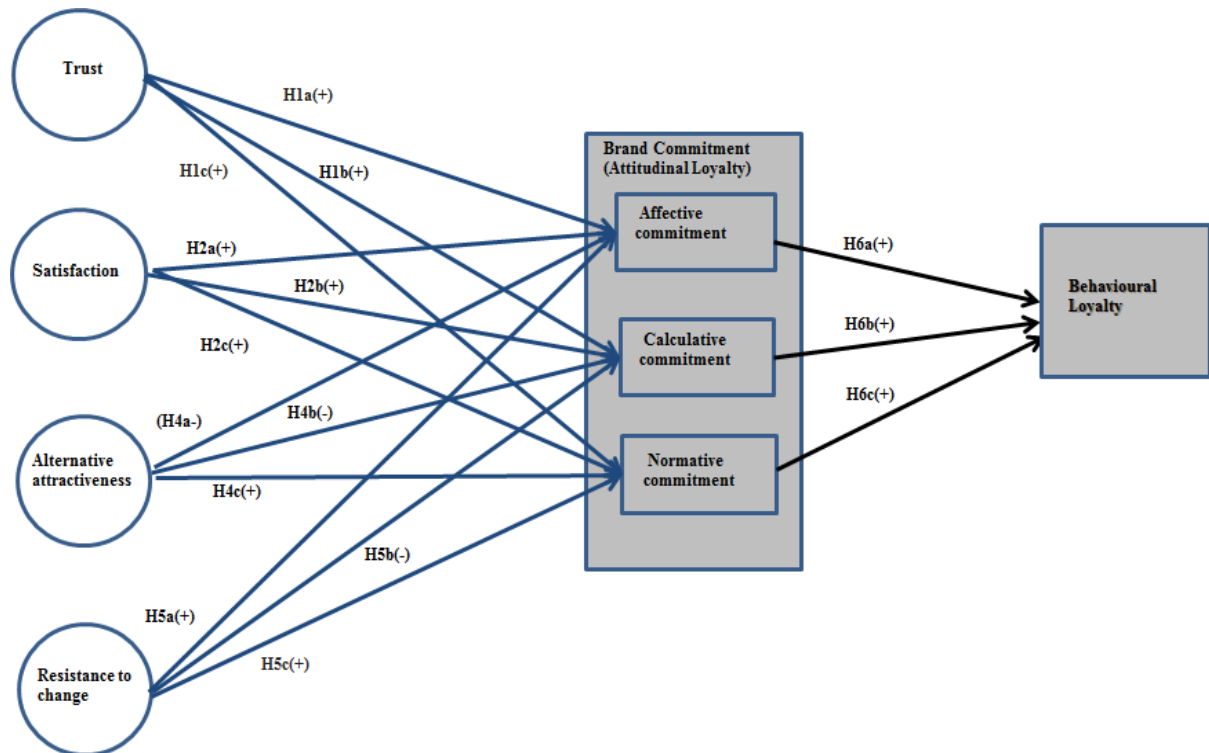 Trust
H1a(+)
H1c(+)
H1b(+)
Brand Commitment
(Attitudinal Loyalty)
Affective
commitment
Satisfaction
H2a(+)
H2b(+)
H2c(+)
H6a(+)
Behavioural
Loyalty
Calculative
commitment
H6b(+)
H6c(+)
Alternative
attractiveness
(H4a-)
H4b(-)
H4c(+)
Normative
commitment
Resistance to
change
H5a(+)
H5b(-)
H5c(+)